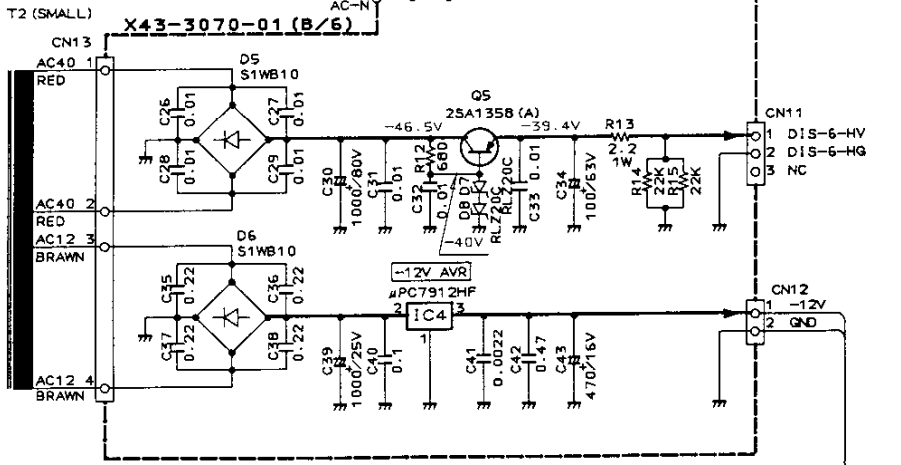 AC-N
T2 (SMALL)
X43-3070-01 (B/6)
CN13
AC40 1
RED
D5
S1WB10
C26
0.01
C27
0.01
C28
0.01
C29
0.01
AC40 2
RED
-46.5V
Q5
2SA1358(A)
-39.4V
R13
2.2
1W
R12
680
C30
1000/80V
C31
0.01
C32
0.01
D8 D7
RLZ20C
RLZ20C
C33 0.01
C34
100/63V
R14
22K
R15
22K
-40V
CN11
1 DIS-6-HV
2 DIS-6-HG
3 NC
AC12 3
BRAWN
D6
S1WB10
C35
0.22
C36
0.22
C37
0.22
C38
0.22
AC12 4
BRAWN
-12V AVR
μPC7912HF
2 IC4 3
1
C39
1000/25V
C40
0.1
C41
0.0022
C42
0.47
C43
470/16V
CN12
1 -12V
2 GND